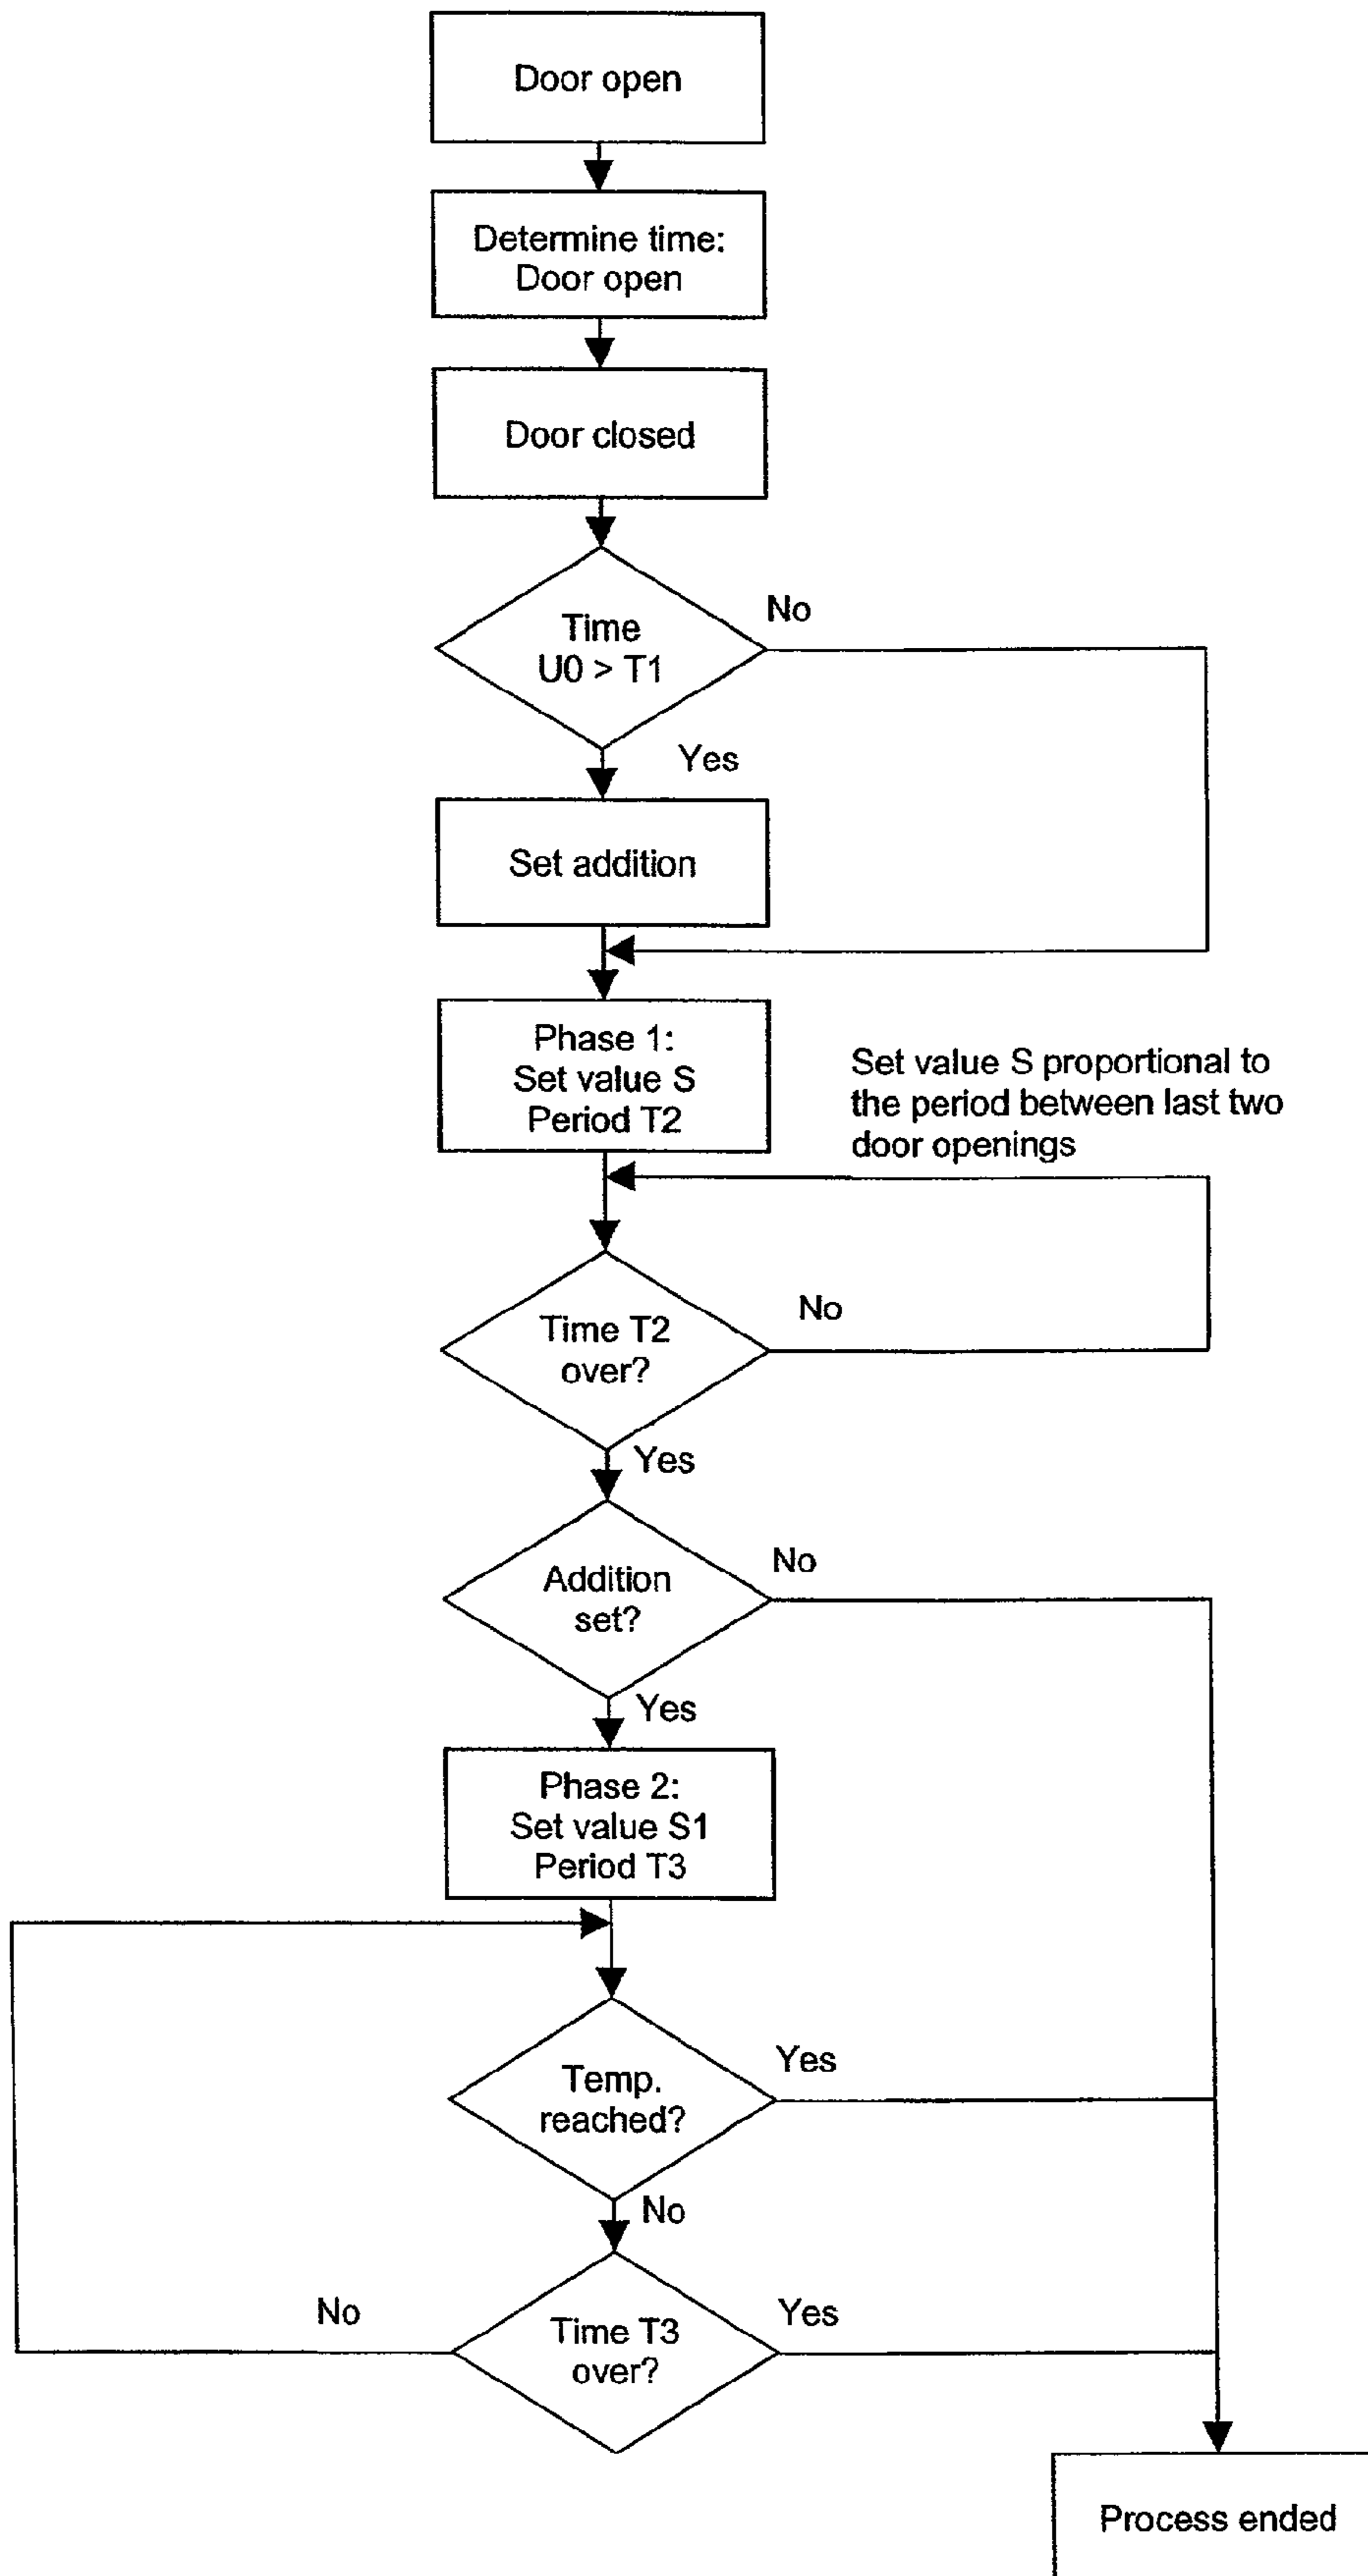 Door open
Determine time:
Door open
Door closed
Time
U0 > T1
No
Yes
Set addition
Phase 1:
Set value S
Period T2
Set value S proportional to
the period between last two
door openings
Time T2
over?
No
Yes
Addition
set?
No
Yes
Phase 2:
Set value S1
Period T3
Temp.
reached?
Yes
No
Time T3
over?
No
Yes
Process ended